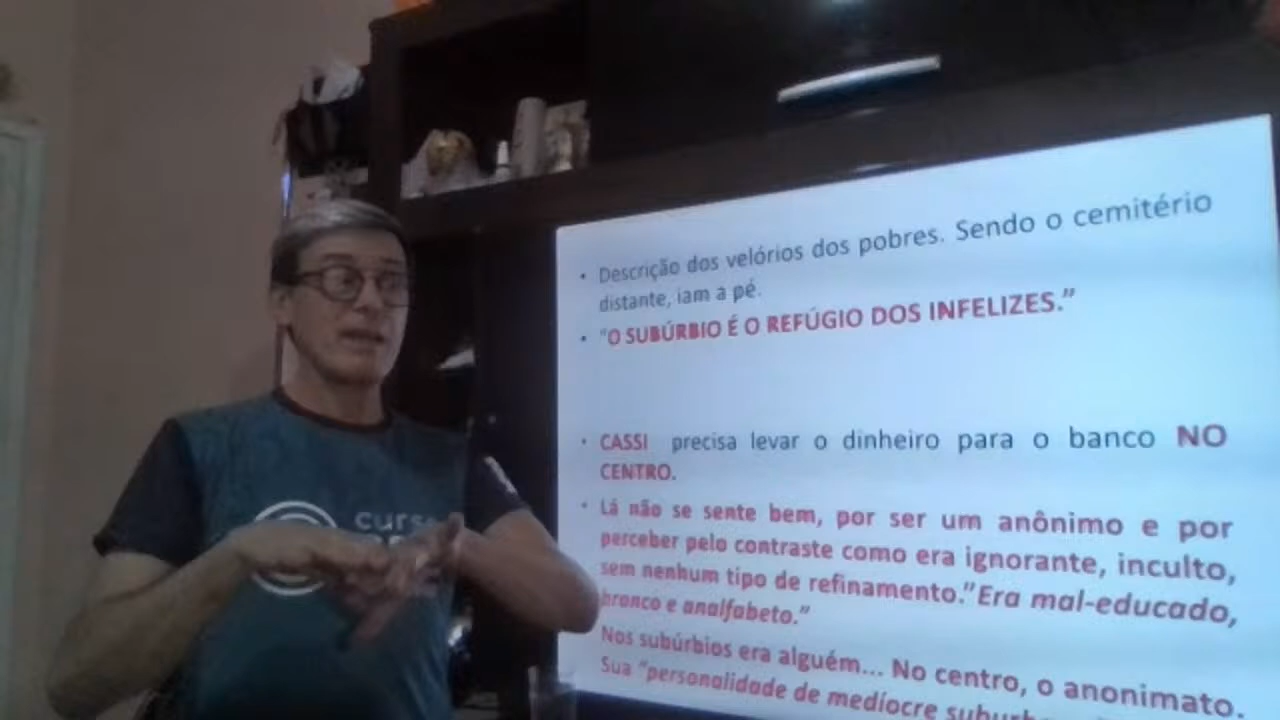 • Descrição dos velórios dos pobres. Sendo o cemitério
distante, iam a pé.
• "O SUBÚRBIO É O REFÚGIO DOS INFELIZES."
• CASSI precisa levar o dinheiro para o banco NO
CENTRO.
• Lá não se sente bem, por ser um anônimo e por
perceber pelo contraste como era ignorante, inculto,
sem nenhum tipo de refinamento."Era mal-educado,
bronco e analfabeto."
Nos subúrbios era alguém... No centro, o anonimato.
Sua "personalidade de medíocre